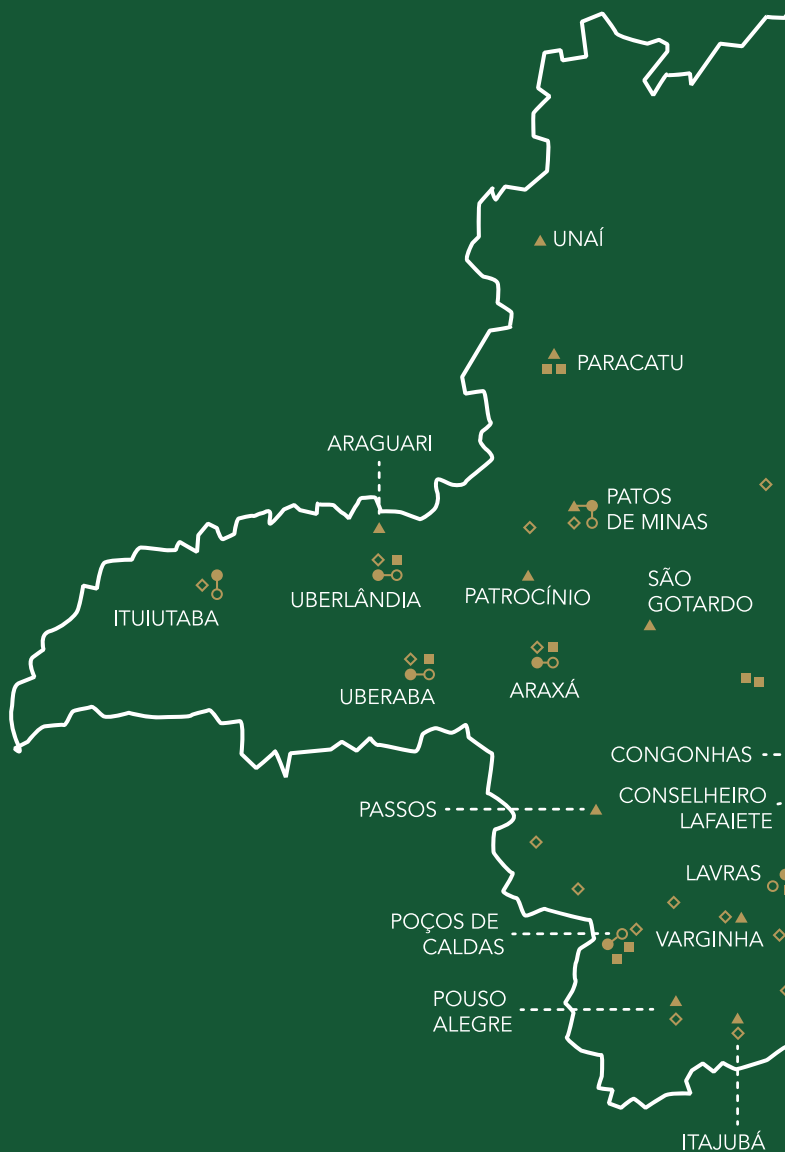 UNAÍ
PARACATU
ARAGUARI
PATOS
DE MINAS
SÃO
GOTARDO
ITUIUTABA
UBERLÂNDIA
PATROCÍNIO
UBERABA
ARAXÁ
CONGONHAS
CONSELHEIRO
LAFAIETE
PASSOS
LAVRAS
POÇOS DE
CALDAS
VARGINHA
POUSO
ALEGRE
ITAJUBÁ